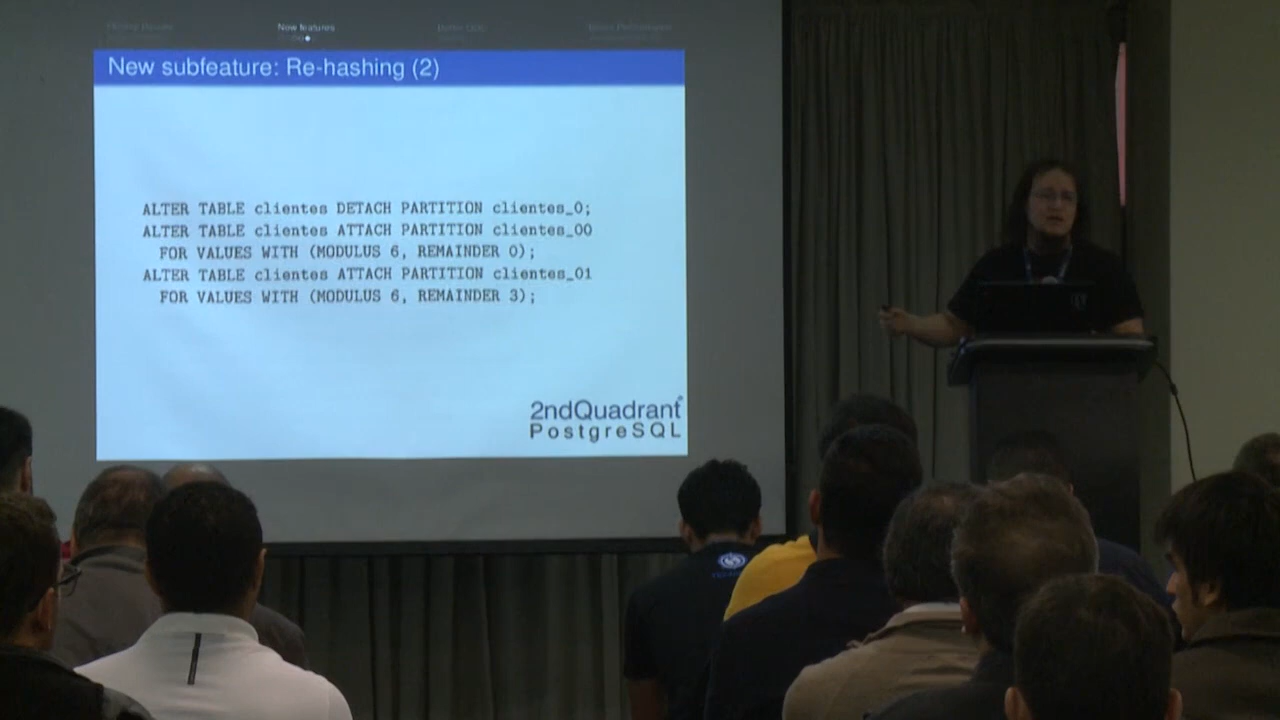 New features
New subfeature: Re-hashing (2)
ALTER TABLE clientes DETACH PARTITION clientes_0;
ALTER TABLE clientes ATTACH PARTITION clientes_00
FOR VALUES WITH (MODULUS 6, REMAINDER 0);
ALTER TABLE clientes ATTACH PARTITION clientes_01
FOR VALUES WITH (MODULUS 6, REMAINDER 3);
2ndQuadrant
PostgreSQL